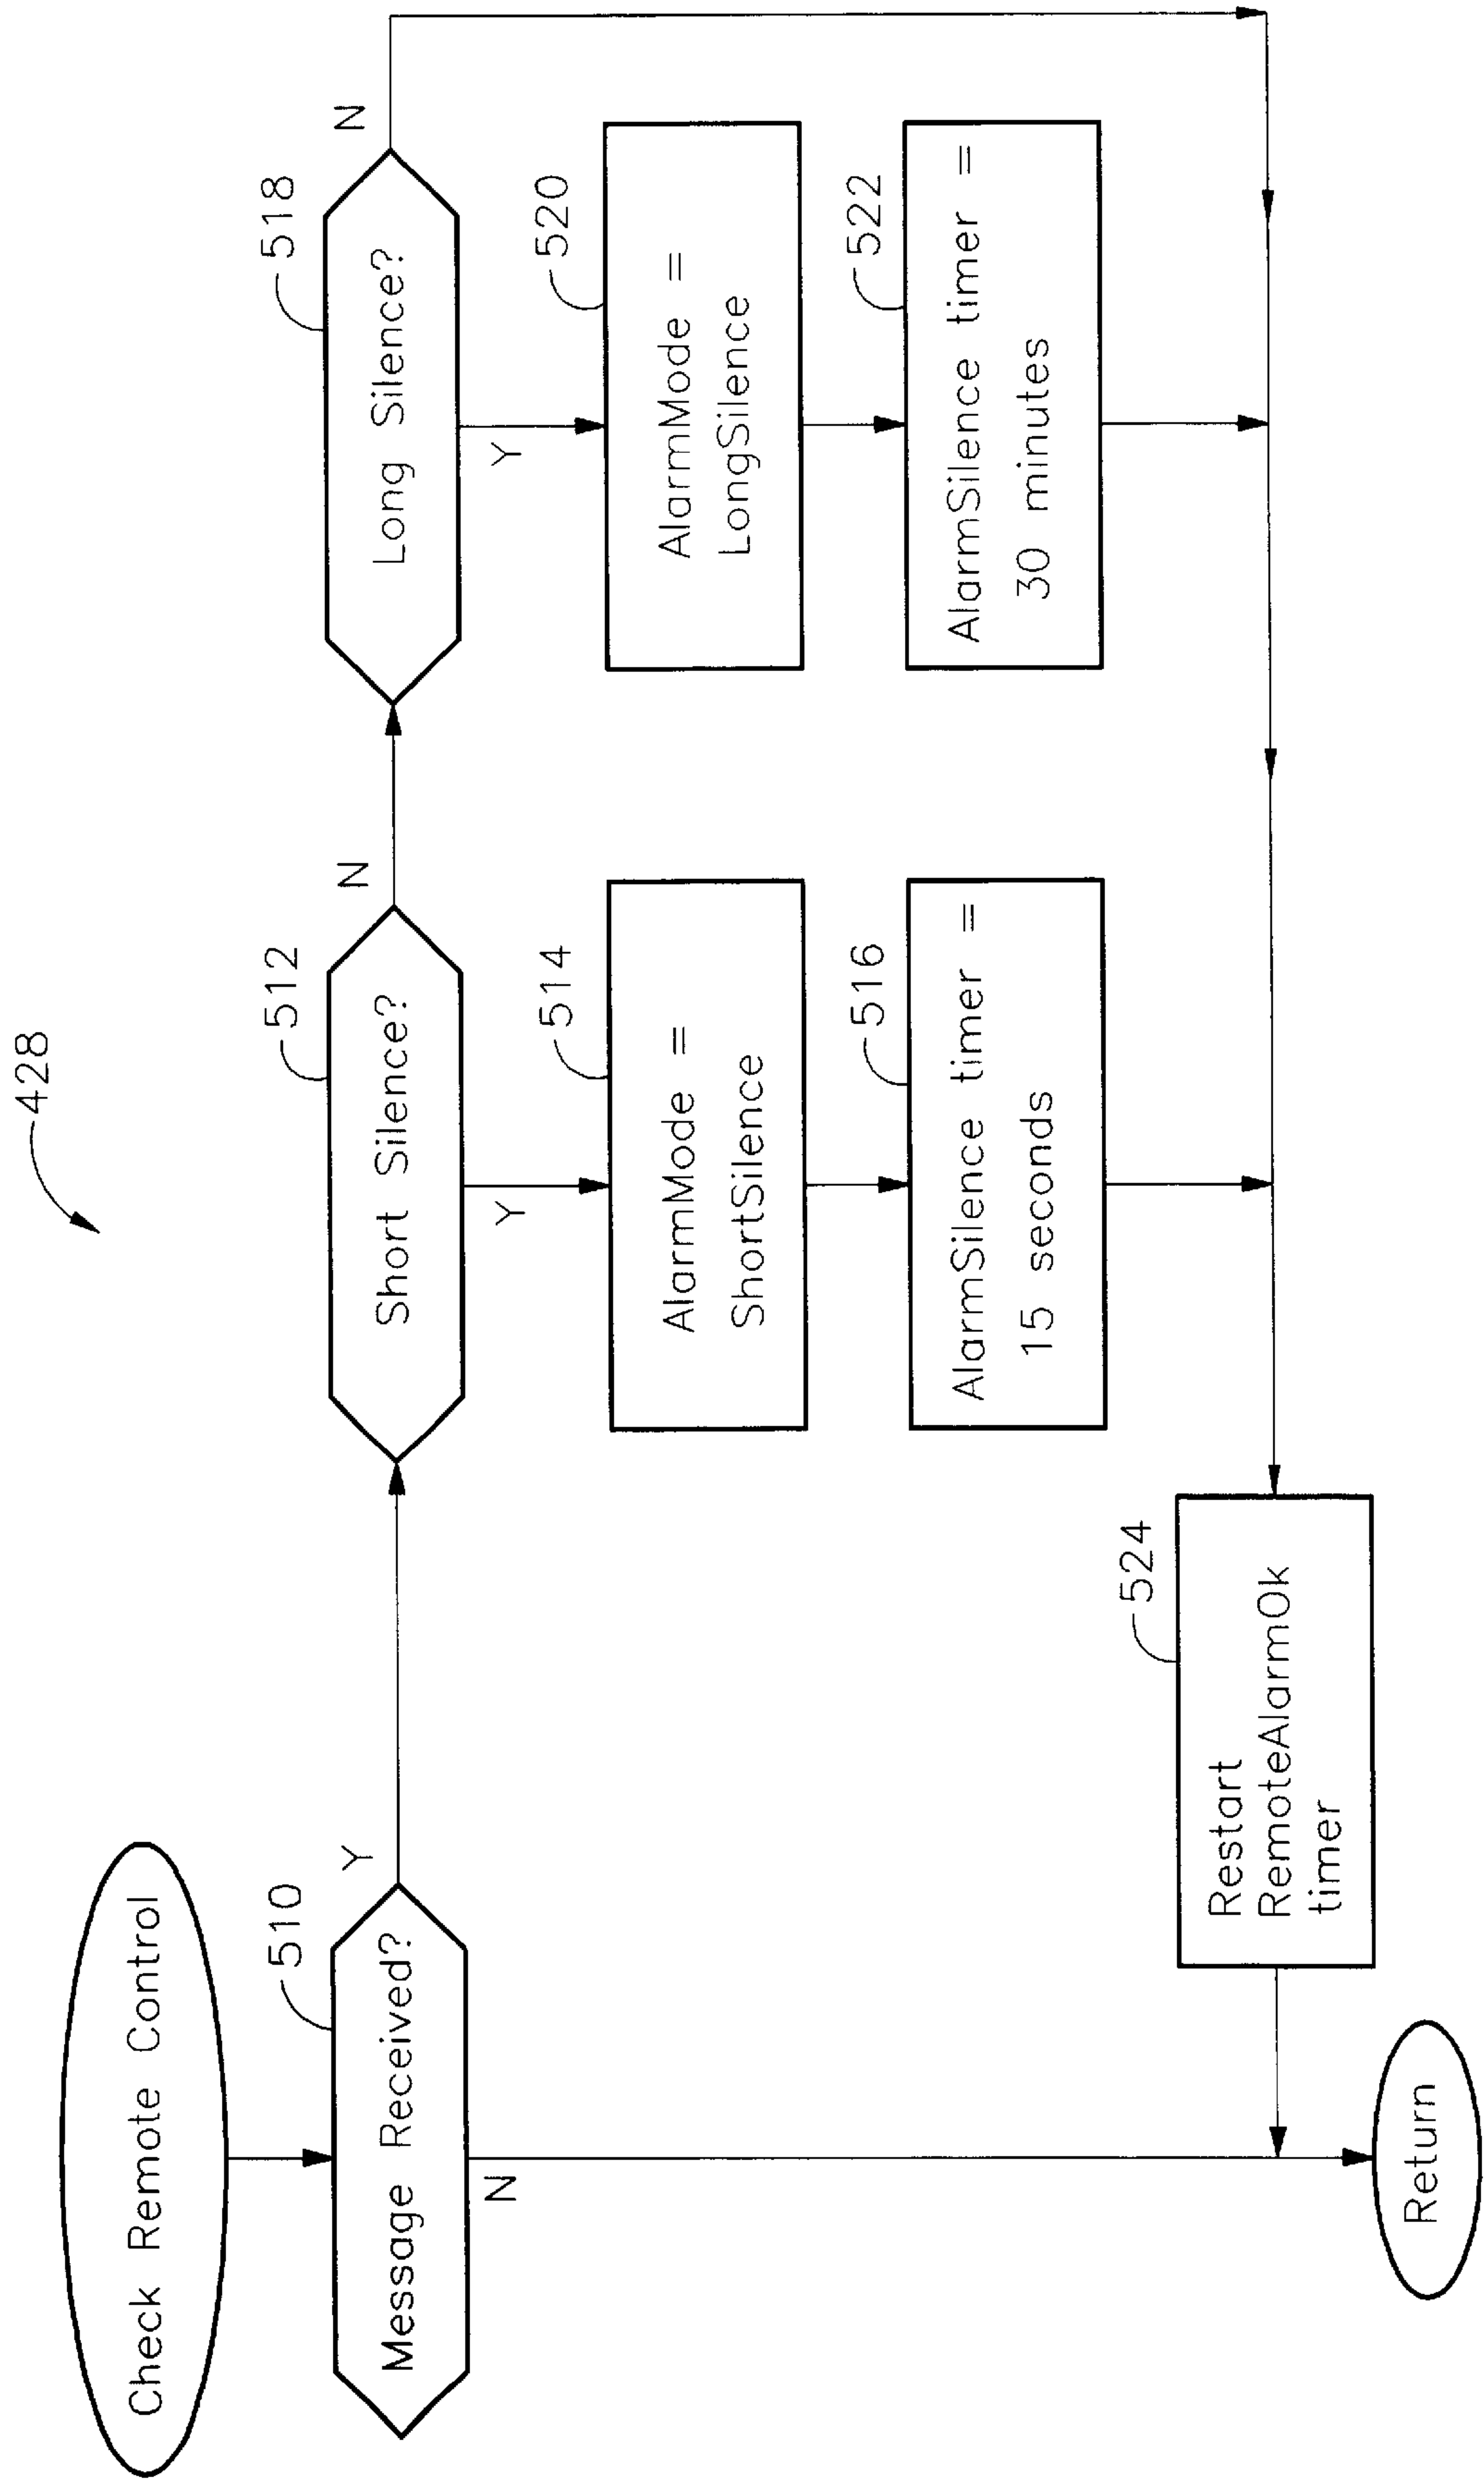 428
Check Remote Control
510
Message Received?
Y
N
512
Short Silence?
N
Y
518
Long Silence?
N
Y
514
AlarmMode =
ShortSilence
520
AlarmMode =
LongSilence
516
AlarmSilence timer =
15 seconds
522
AlarmSilence timer =
30 minutes
524
Restart
RemoteAlarmOk
timer
Return